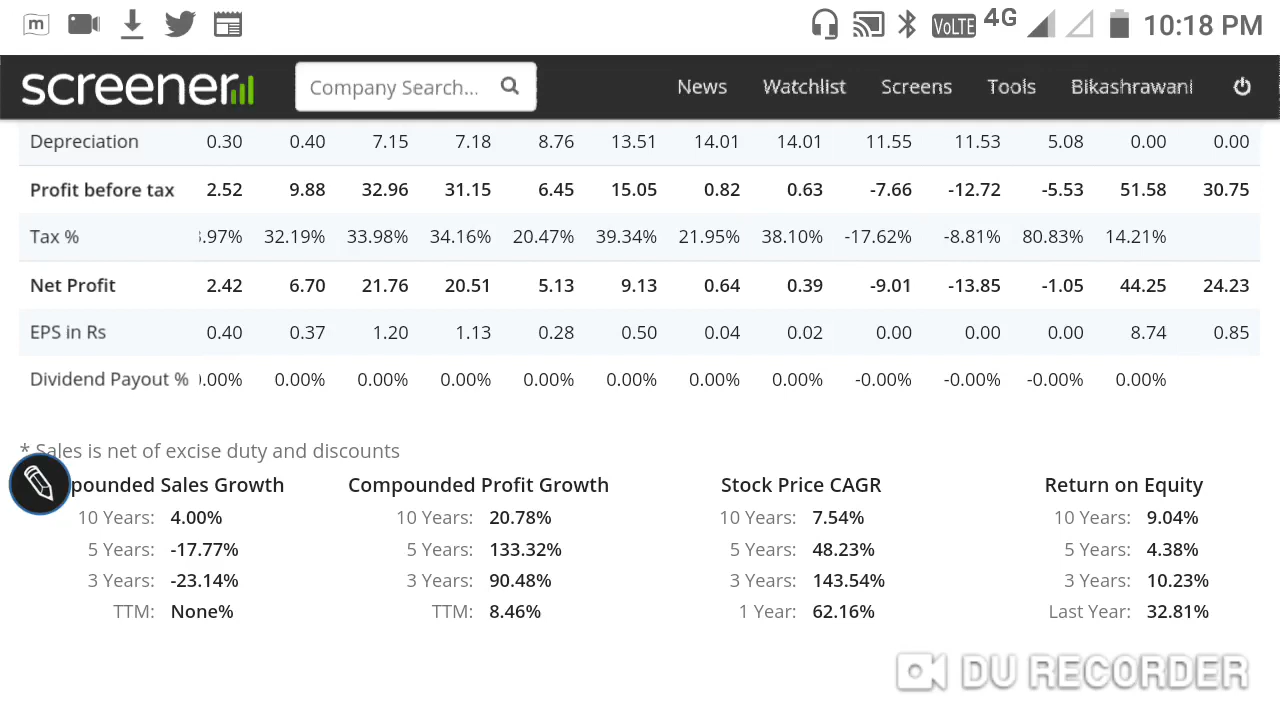 m VoLTE 4G 10:18 PM
screener Company Search... News Watchlist Screens Tools Bikashrawani
Depreciation 0.30 0.40 7.15 7.18 8.76 13.51 14.01 14.01 11.55 11.53 5.08 0.00 0.00
Profit before tax 2.52 9.88 32.96 31.15 6.45 15.05 0.82 0.63 -7.66 -12.72 -5.53 51.58 30.75
Tax % .97% 32.19% 33.98% 34.16% 20.47% 39.34% 21.95% 38.10% -17.62% -8.81% 80.83% 14.21%
Net Profit 2.42 6.70 21.76 20.51 5.13 9.13 0.64 0.39 -9.01 -13.85 -1.05 44.25 24.23
EPS in Rs 0.40 0.37 1.20 1.13 0.28 0.50 0.04 0.02 0.00 0.00 0.00 8.74 0.85
Dividend Payout % .00% 0.00% 0.00% 0.00% 0.00% 0.00% 0.00% 0.00% -0.00% -0.00% -0.00% 0.00%
* Sales is net of excise duty and discounts
pounded Sales Growth Compounded Profit Growth Stock Price CAGR Return on Equity
10 Years: 4.00% 10 Years: 20.78% 10 Years: 7.54% 10 Years: 9.04%
5 Years: -17.77% 5 Years: 133.32% 5 Years: 48.23% 5 Years: 4.38%
3 Years: -23.14% 3 Years: 90.48% 3 Years: 143.54% 3 Years: 10.23%
TTM: None% TTM: 8.46% 1 Year: 62.16% Last Year: 32.81%
DU RECORDER